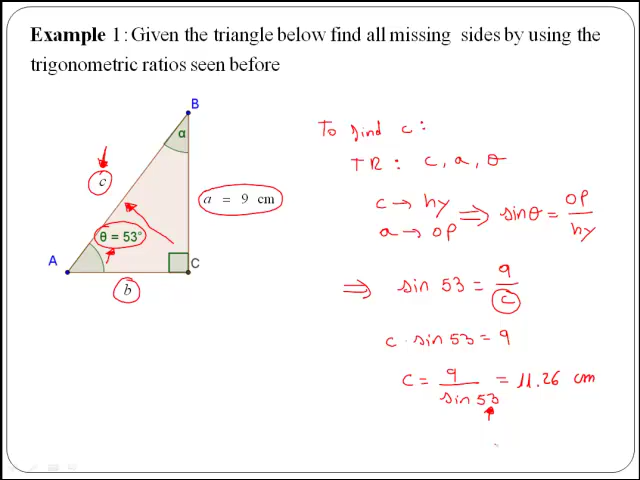 Example 1: Given the triangle below find all missing sides by using the
trigonometric ratios seen before
B
α
c
a = 9 cm
θ = 53°
A
C
b
To find c:
TR: c, a, θ
c → hy
a → op
⇒ sin θ = op/hy
⇒ sin 53 = 9/c
c · sin 53 = 9
c = 9/sin 53 = 11.26 cm